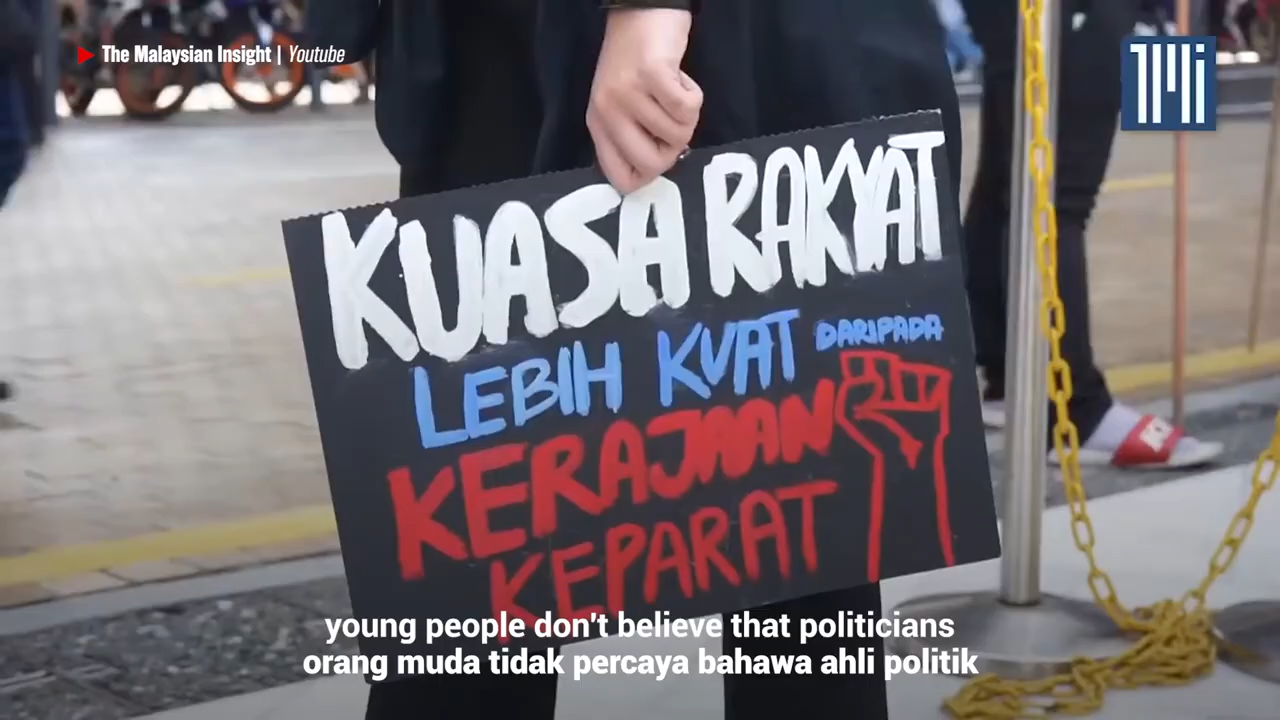 The Malaysian Insight | Youtube
TMi
KUASA RAKYAT
LEBIH KUAT DARIPADA
KERAJAAN
KEPARAT
young people don't believe that politicians
orang muda tidak percaya bahawa ahli politik